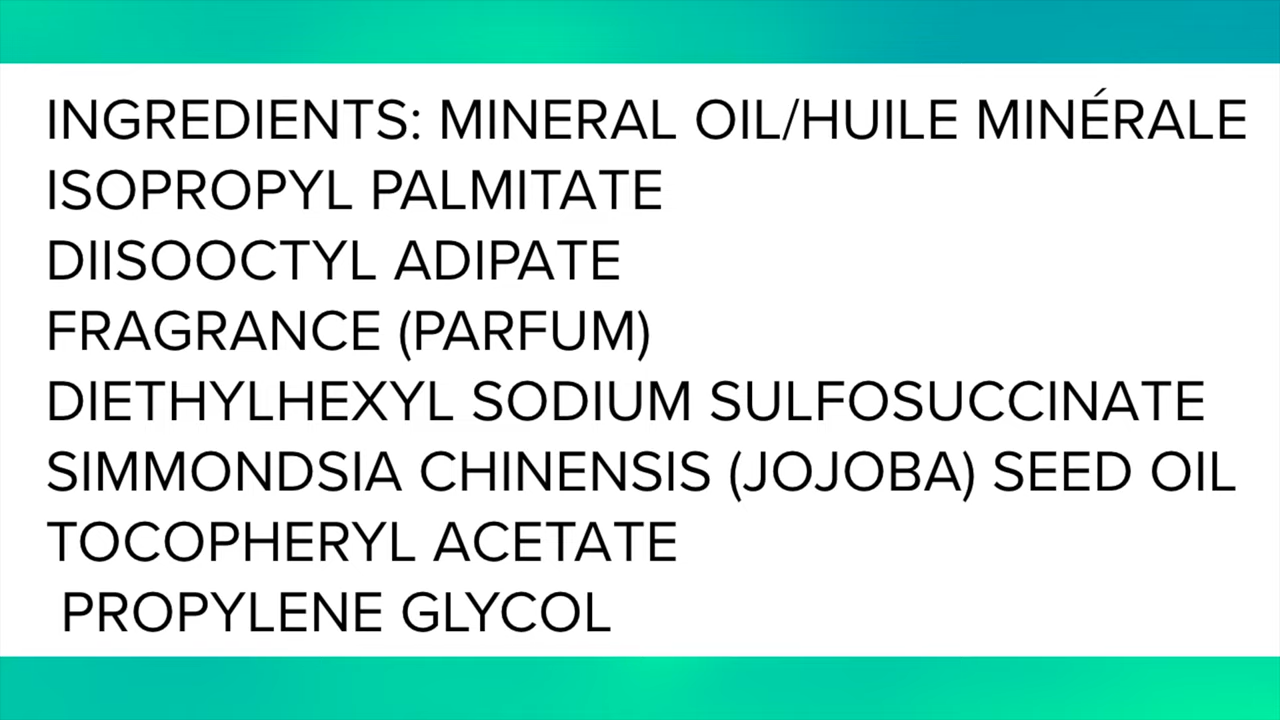 INGREDIENTS: MINERAL OIL/HUILE MINÉRALE
ISOPROPYL PALMITATE
DIISOOCTYL ADIPATE
FRAGRANCE (PARFUM)
DIETHYLHEXYL SODIUM SULFOSUCCINATE
SIMMONDSIA CHINENSIS (JOJOBA) SEED OIL
TOCOPHERYL ACETATE
PROPYLENE GLYCOL